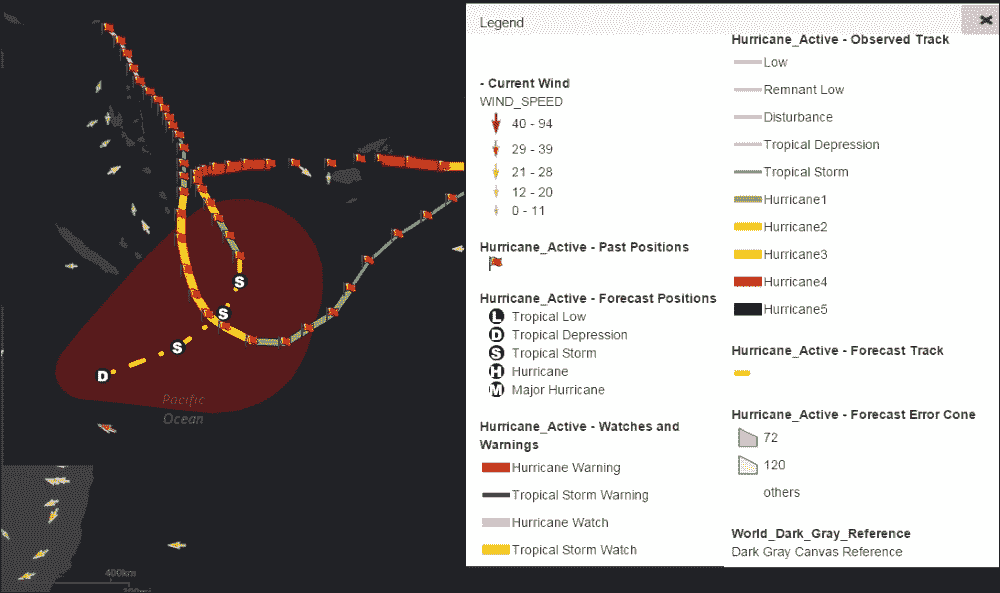 Legend
- Current Wind
WIND_SPEED
40 - 94
29 - 39
21 - 28
12 - 20
0 - 11
Hurricane_Active - Past Positions
Hurricane_Active - Forecast Positions
L Tropical Low
D Tropical Depression
S Tropical Storm
H Hurricane
M Major Hurricane
Hurricane_Active - Watches and
Warnings
Hurricane Warning
Tropical Storm Warning
Hurricane Watch
Tropical Storm Watch
Hurricane_Active - Observed Track
Low
Remnant Low
Disturbance
Tropical Depression
Tropical Storm
Hurricane1
Hurricane2
Hurricane3
Hurricane4
Hurricane5
Hurricane_Active - Forecast Track
Hurricane_Active - Forecast Error Cone
72
120
others
World_Dark_Gray_Reference
Dark Gray Canvas Reference
S
S
S
D
Pacific
Ocean
400km